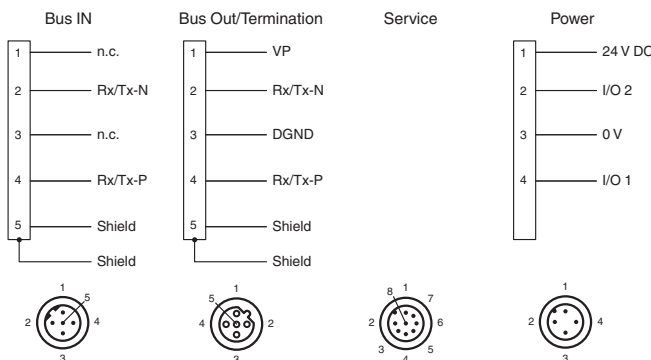 Bus IN
Bus Out/Termination
Service
Power
1 n.c.
2 Rx/Tx-N
3 n.c.
4 Rx/Tx-P
5 Shield
Shield
1 VP
2 Rx/Tx-N
3 DGND
4 Rx/Tx-P
5 Shield
Shield
1 24 V DC
2 I/O 2
3 0 V
4 I/O 1
1
5
2
4
3
1
5
4
2
3
8
1
7
2
6
3
5
4
1
2
4
3